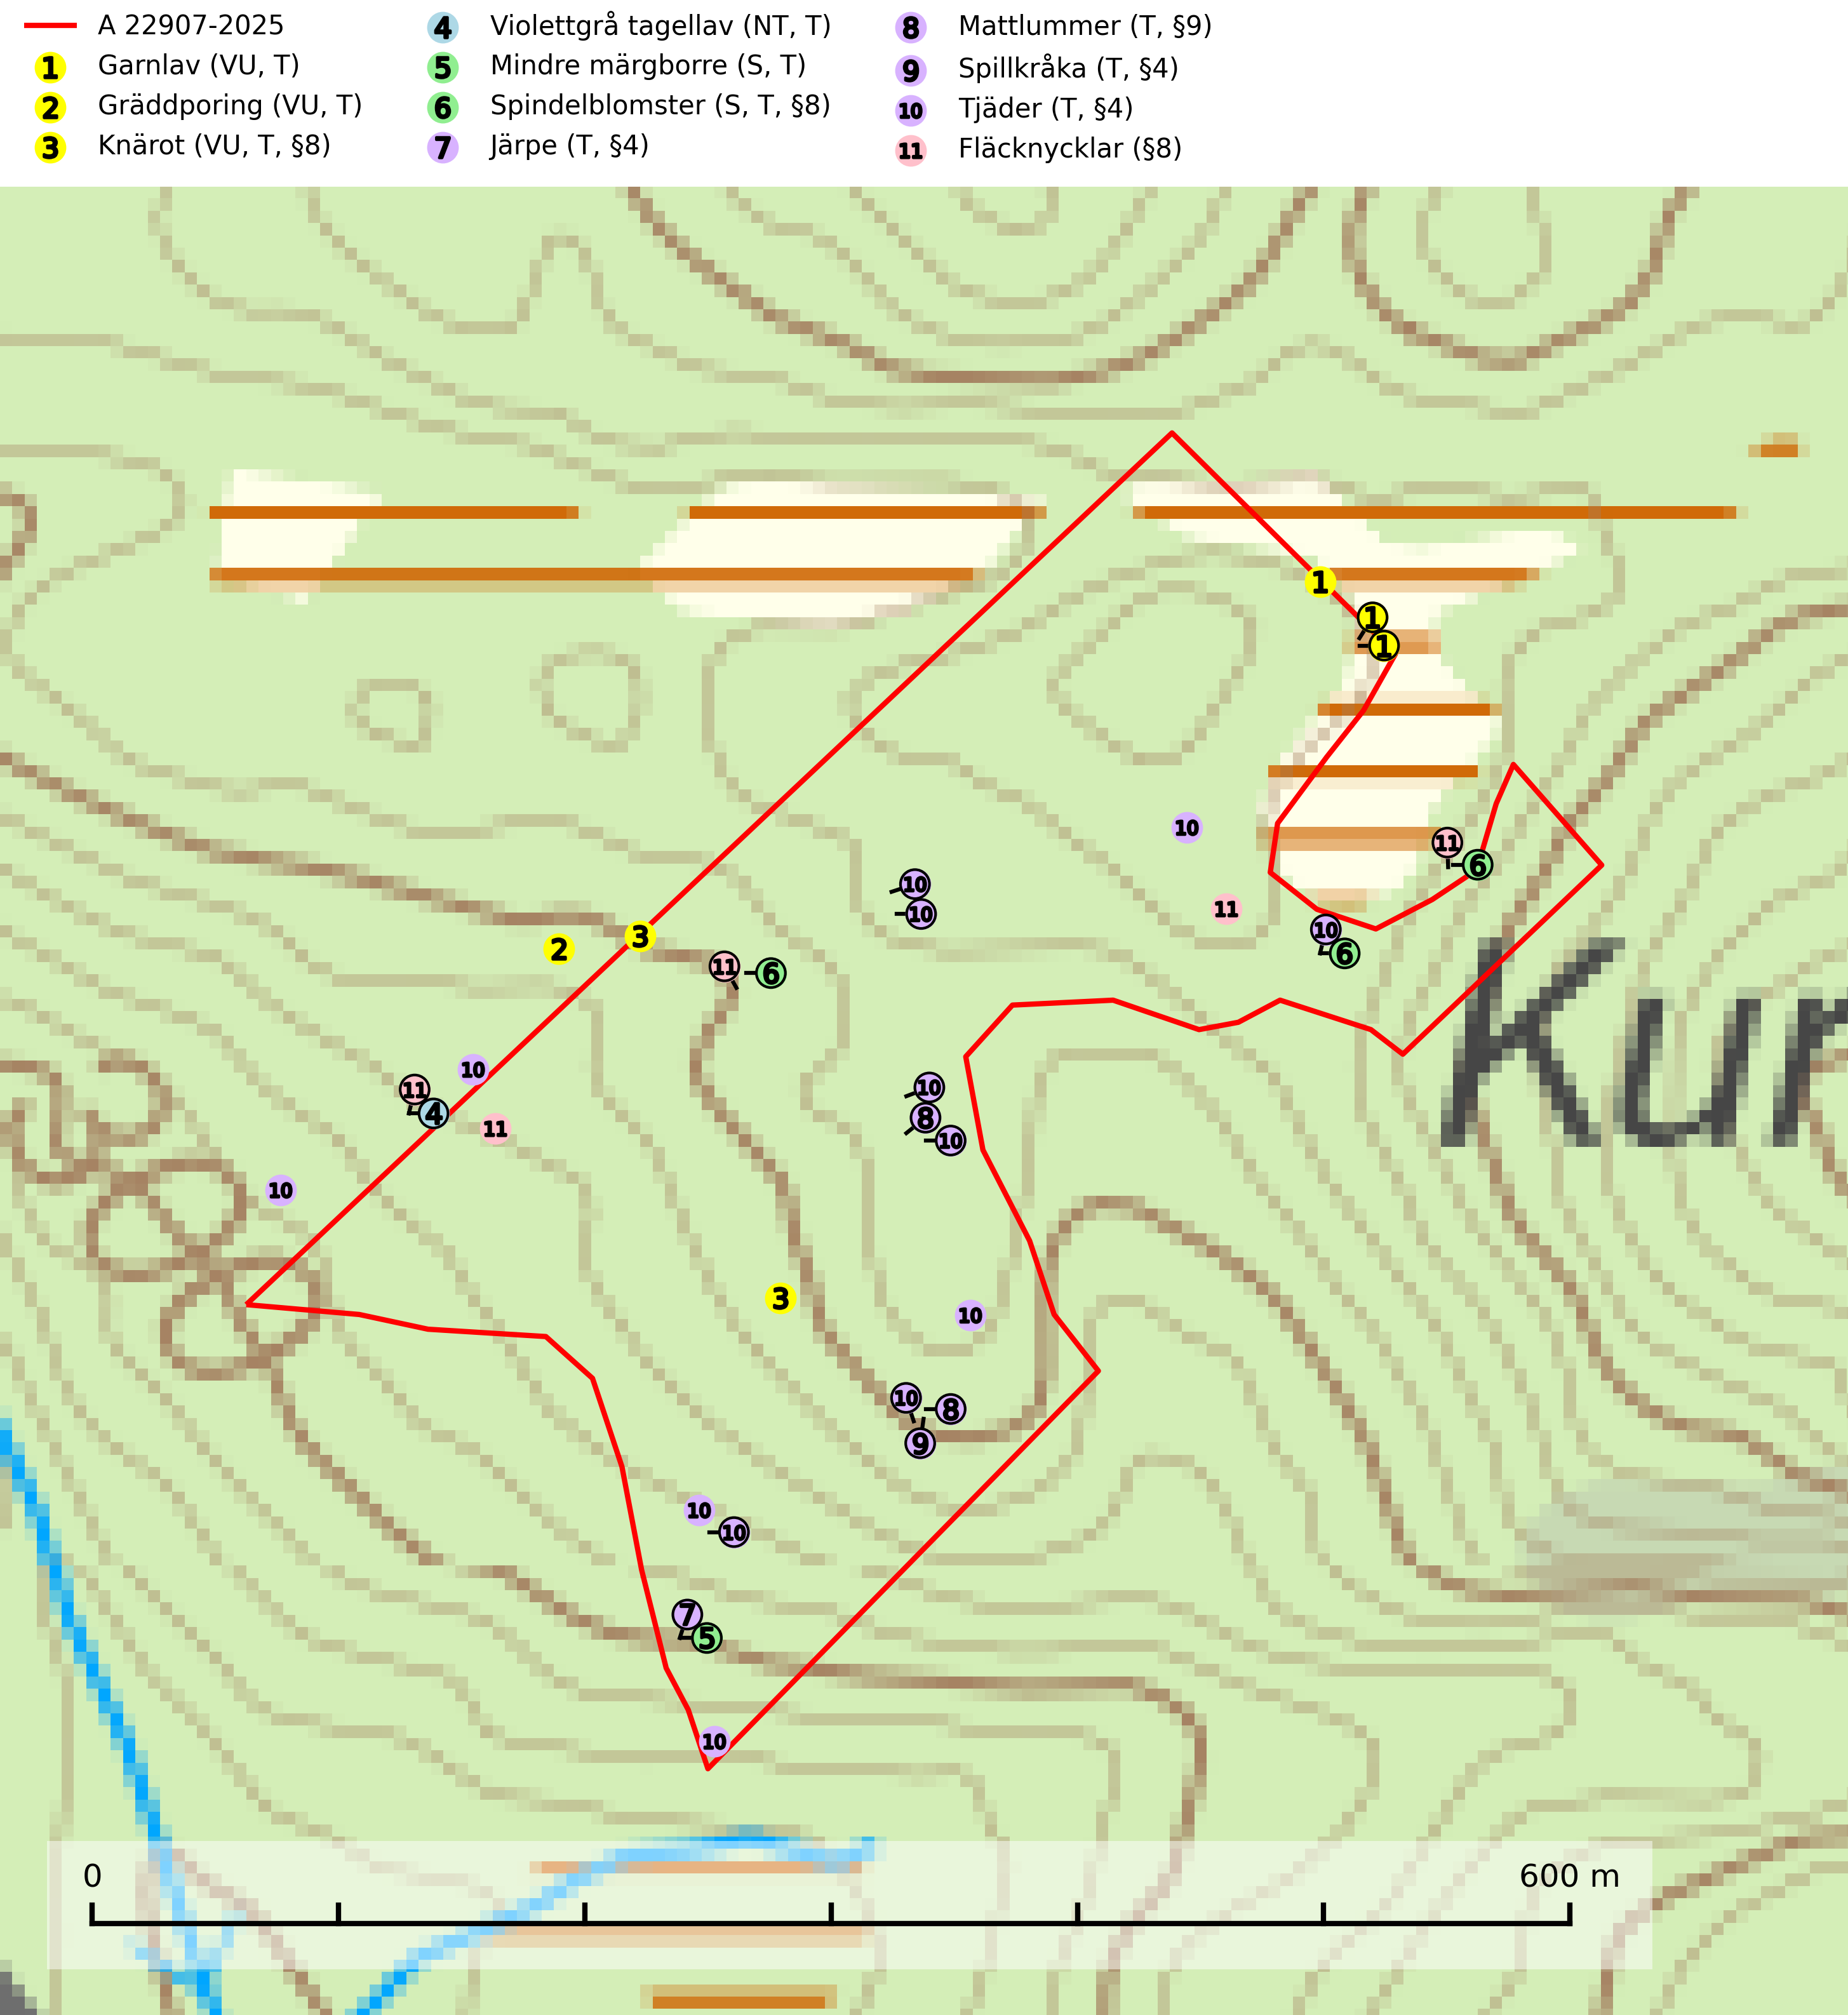 A 22907-2025
1 Garnlav (VU, T)
2 Gräddporing (VU, T)
3 Knärot (VU, T, §8)
4 Violettgrå tagellav (NT, T)
5 Mindre märgborre (S, T)
6 Spindelblomster (S, T, §8)
7 Järpe (T, §4)
8 Mattlummer (T, §9)
9 Spillkråka (T, §4)
10 Tjäder (T, §4)
11 Fläcknycklar (§8)
1
1
1
10
11
6
10
10
11
10
6
2
3
11
6
10
11
4
11
10
8
10
10
3
10
10
8
9
10
10
7
5
10
Kur
0
600 m